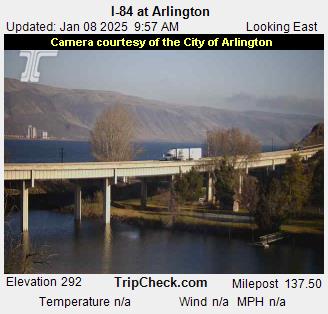 I-84 at Arlington
Updated: Jan 08 2025 9:57 AM Looking East
Camera courtesy of the City of Arlington
Elevation 292 TripCheck.com Milepost 137.50
Temperature n/a Wind n/a MPH n/a